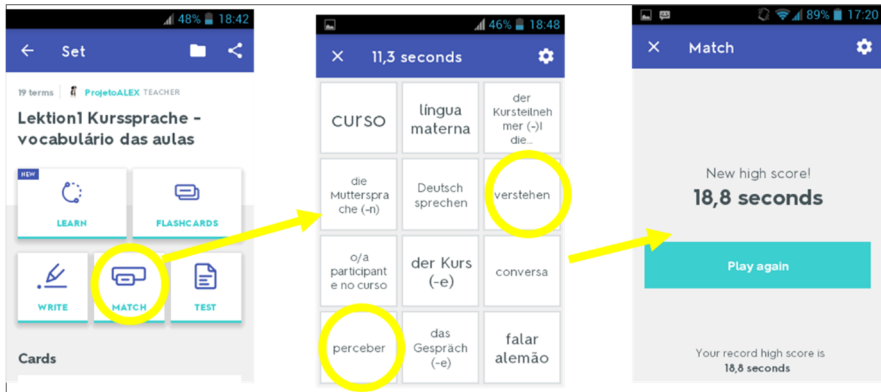 48% 18:42
Set
19 terms ProjetoALEX TEACHER
Lektion1 Kurssprache -
vocabulário das aulas
NEW
LEARN
FLASHCARDS
WRITE
MATCH
TEST
Cards
46% 18:48
11,3 seconds
curso
língua
materna
der
Kursteilneh
mer (-)l
die...
die
Mutterspra
che (-n)
Deutsch
sprechen
verstehen
o/a
participant
e no curso
der Kurs
(-e)
conversa
perceber
das
Gespräch
(-e)
falar
alemão
89% 17:20
Match
New high score!
18,8 seconds
Play again
Your record high score is
18,8 seconds